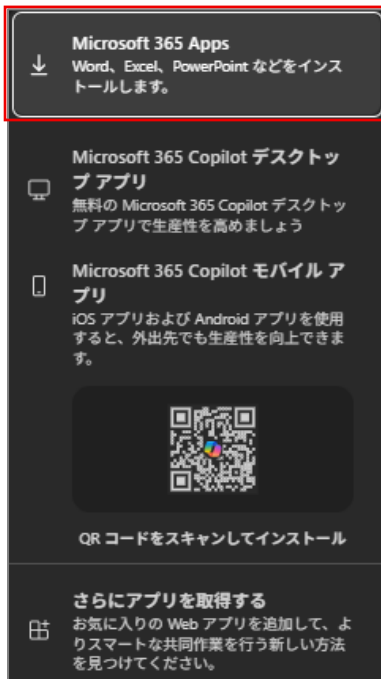 Microsoft 365 Apps
Word、Excel、PowerPoint などをインス
トールします。
Microsoft 365 Copilot デスクトッ
プ アプリ
無料の Microsoft 365 Copilot デスクトッ
プ アプリで生産性を高めましょう
Microsoft 365 Copilot モバイル ア
プリ
iOS アプリおよび Android アプリを使用
すると、外出先でも生産性を向上できま
す。
QR コードをスキャンしてインストール
さらにアプリを取得する
お気に入りの Web アプリを追加して、よ
りスマートな共同作業を行う新しい方法
を見つけてください。